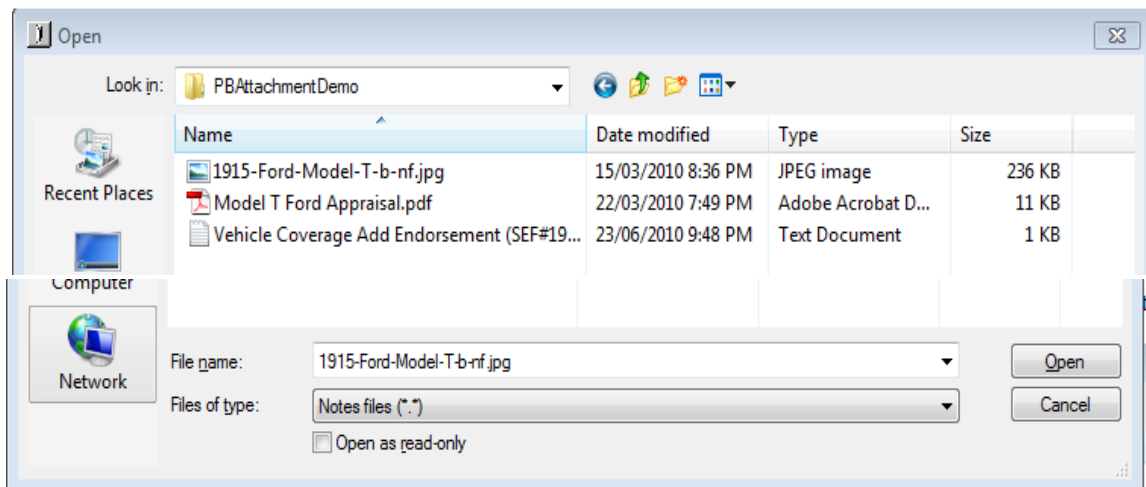 Open
Look in: PBAttachmentDemo
Name Date modified Type Size
1915-Ford-Model-T-b-nf.jpg 15/03/2010 8:36 PM JPEG image 236 KB
Recent Places
Model T Ford Appraisal.pdf 22/03/2010 7:49 PM Adobe Acrobat D... 11 KB
Vehicle Coverage Add Endorsement (SEF#19... 23/06/2010 9:48 PM Text Document 1 KB
Computer
File name: 1915-Ford-Model-T-b-nf.jpg Open
Network
Files of type: Notes files (*.*) Cancel
Open as read-only